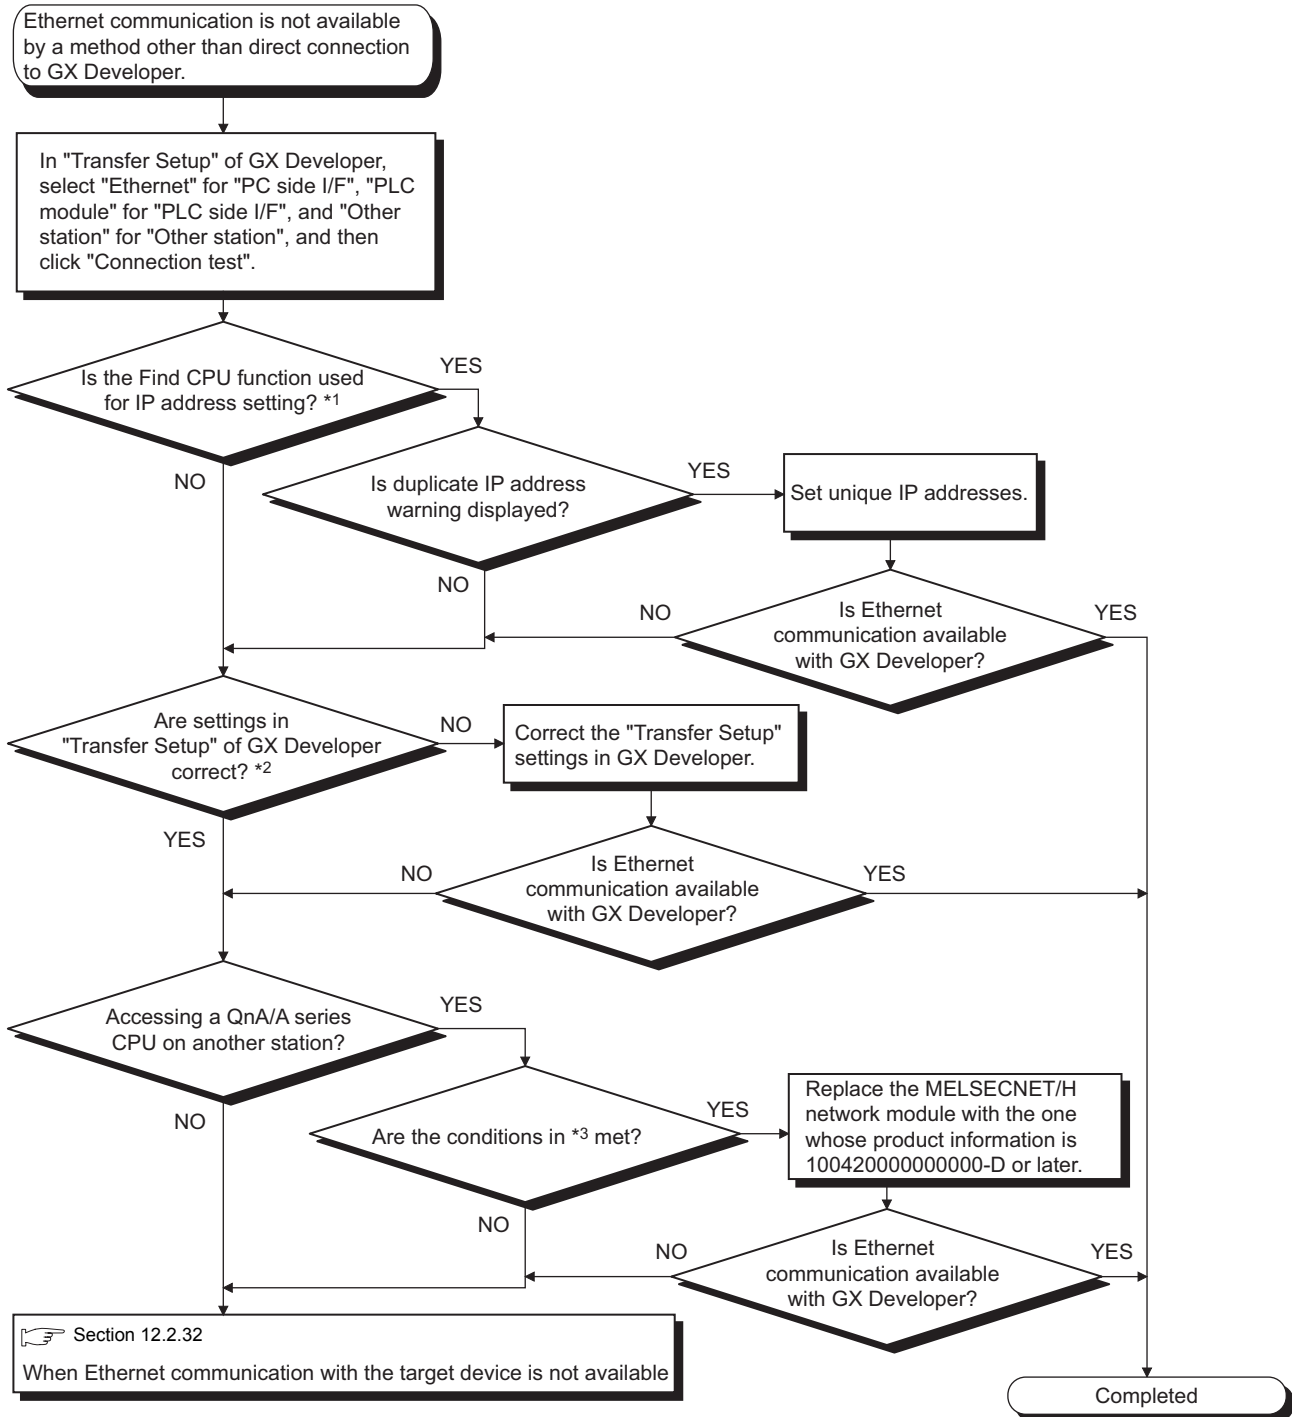 Ethernet communication is not available
by a method other than direct connection
to GX Developer.
In "Transfer Setup" of GX Developer,
select "Ethernet" for "PC side I/F", "PLC
module" for "PLC side I/F", and "Other
station" for "Other station", and then
click "Connection test".
Is the Find CPU function used
for IP address setting? *1
YES
NO
Is duplicate IP address
warning displayed?
YES
NO
Set unique IP addresses.
Is Ethernet
communication available
with GX Developer?
NO
YES
Are settings in
"Transfer Setup" of GX Developer
correct? *2
NO
YES
Correct the "Transfer Setup"
settings in GX Developer.
Is Ethernet
communication available
with GX Developer?
NO
YES
Accessing a QnA/A series
CPU on another station?
YES
NO
Are the conditions in *3 met?
YES
NO
Replace the MELSECNET/H
network module with the one
whose product information is
100420000000000-D or later.
Is Ethernet
communication available
with GX Developer?
NO
YES
Section 12.2.32
When Ethernet communication with the target device is not available
Completed